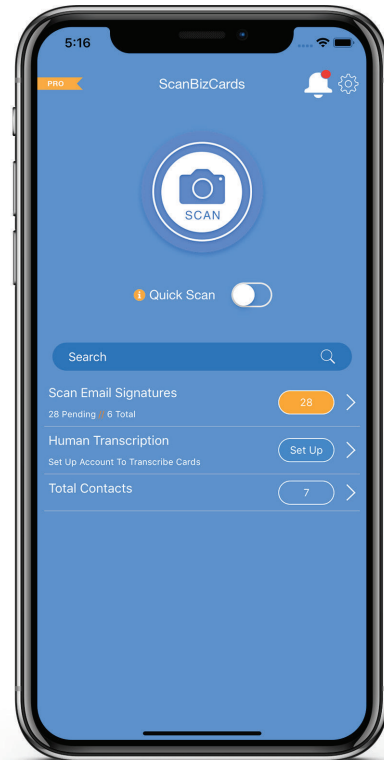 5:16
PRO
ScanBizCards
SCAN
i Quick Scan
Search
Scan Email Signatures
28
28 Pending 6 Total
Human Transcription
Set Up
Set Up Account To Transcribe Cards
Total Contacts
7